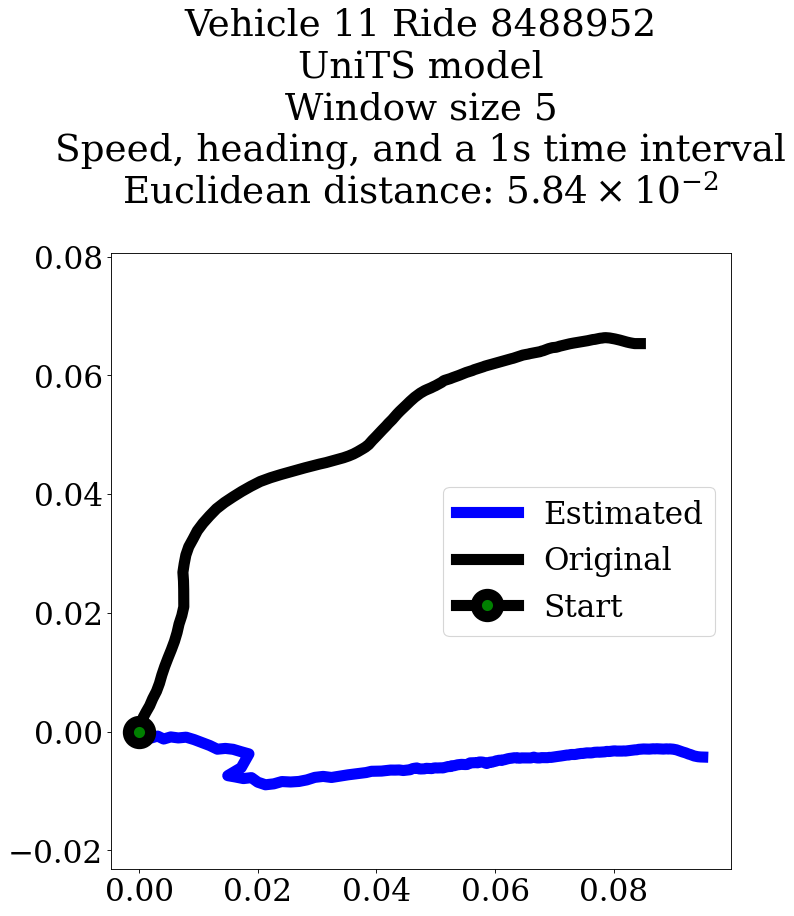 Vehicle 11 Ride 8488952
UniTS model
Window size 5
Speed, heading, and a 1s time interval
Euclidean distance: 5.84 × 10⁻²
0.08
0.06
0.04
0.02
0.00
−0.02
Estimated
Original
Start
0.00 0.02 0.04 0.06 0.08